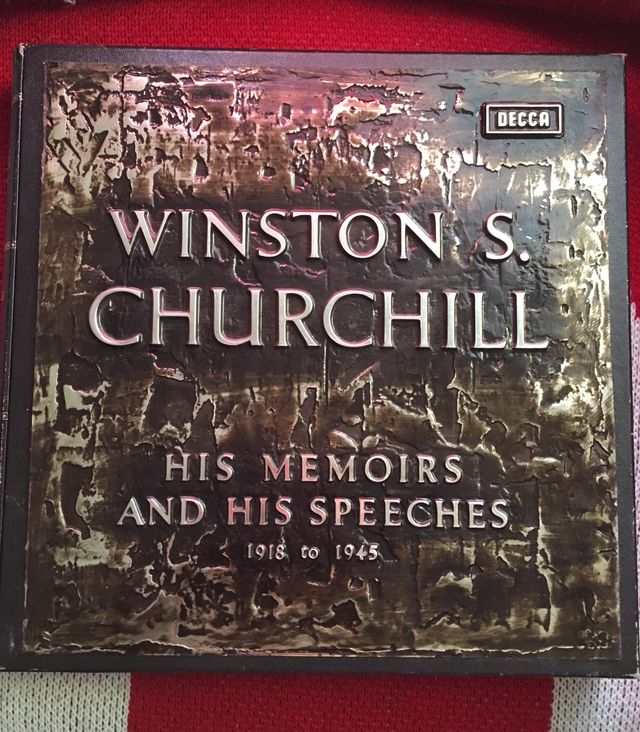 DECCA
WINSTON S.
CHURCHILL
HIS MEMOIRS
AND HIS SPEECHES
1918 to 1945